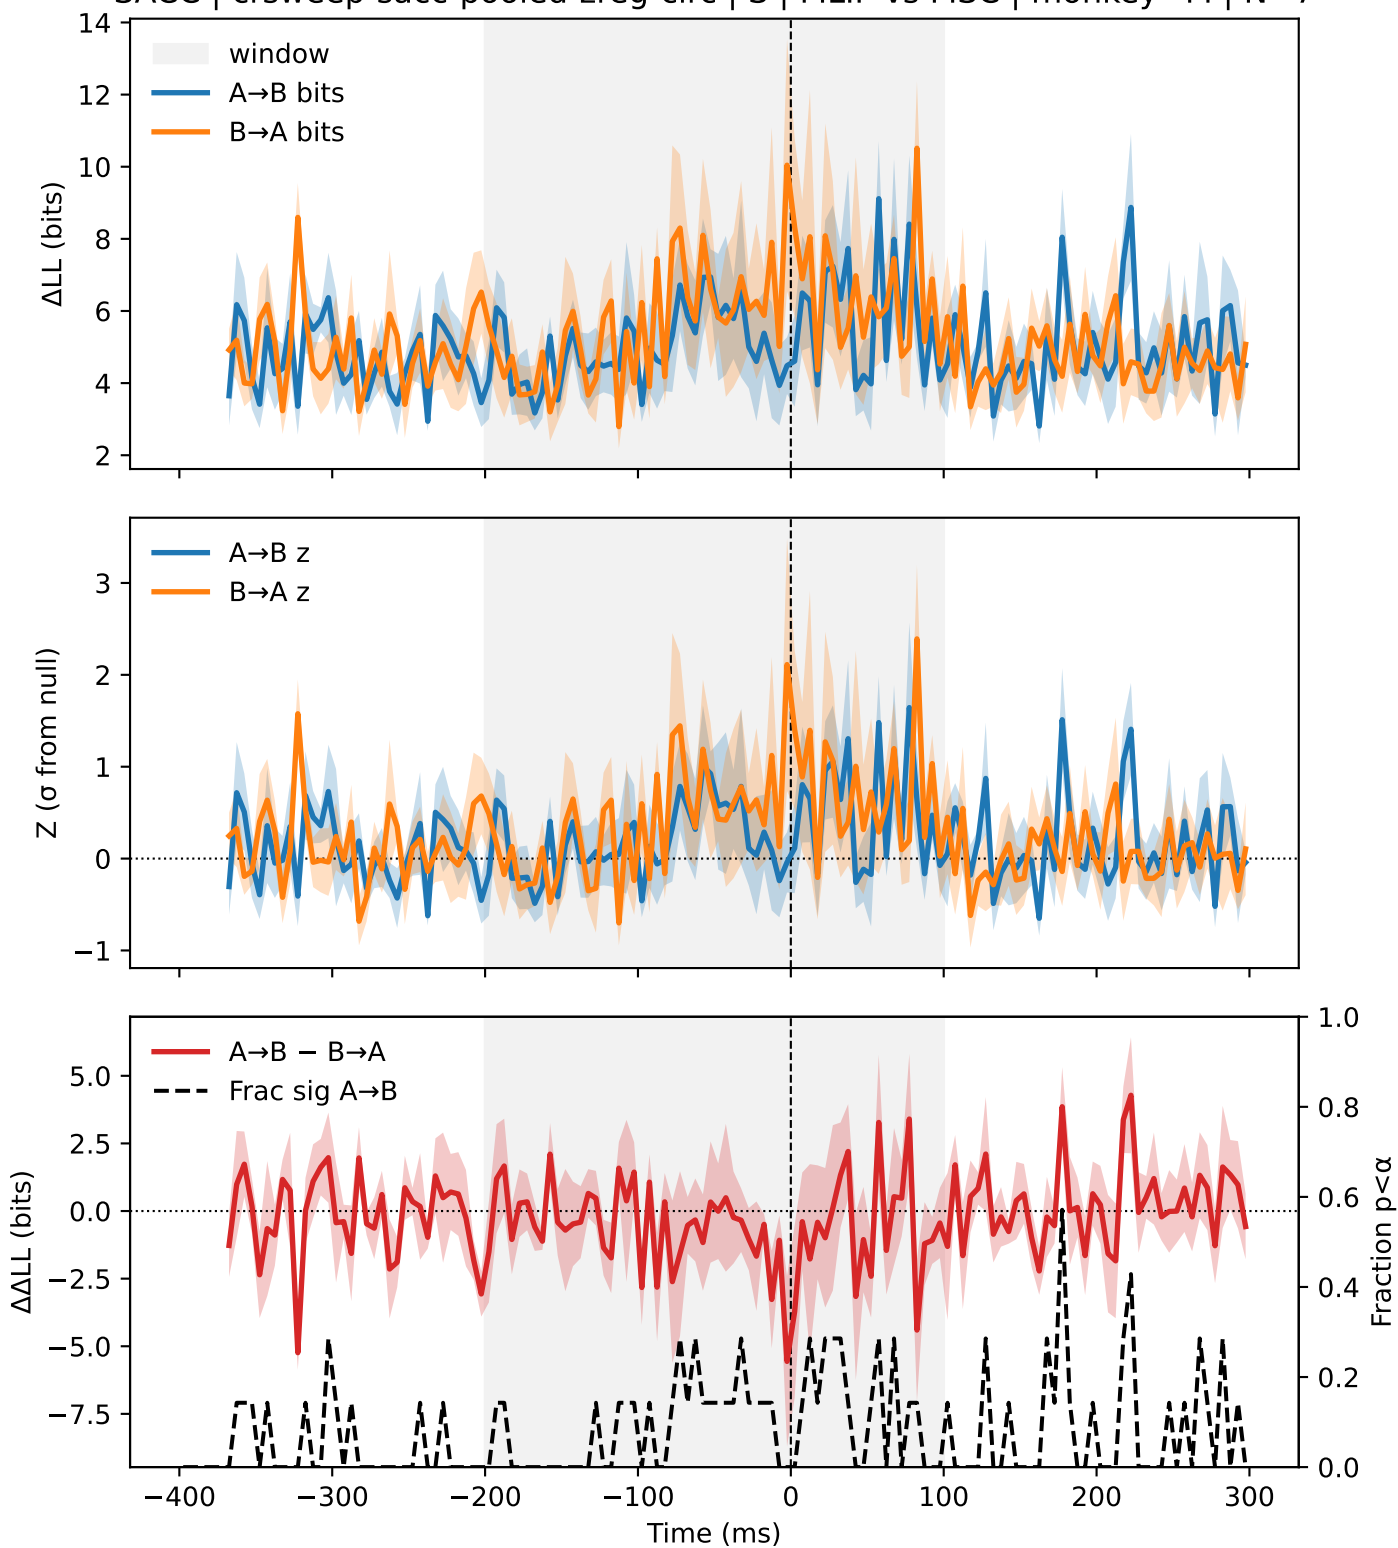 14
12
10
8
6
4
2
ΔLL (bits)
window
A→B bits
B→A bits
3
2
1
0
−1
Z (σ from null)
A→B z
B→A z
5.0
2.5
0.0
−2.5
−5.0
−7.5
ΔΔLL (bits)
A→B − B→A
Frac sig A→B
1.0
0.8
0.6
0.4
0.2
0.0
Fraction p<α
−400 −300 −200 −100 0 100 200 300
Time (ms)